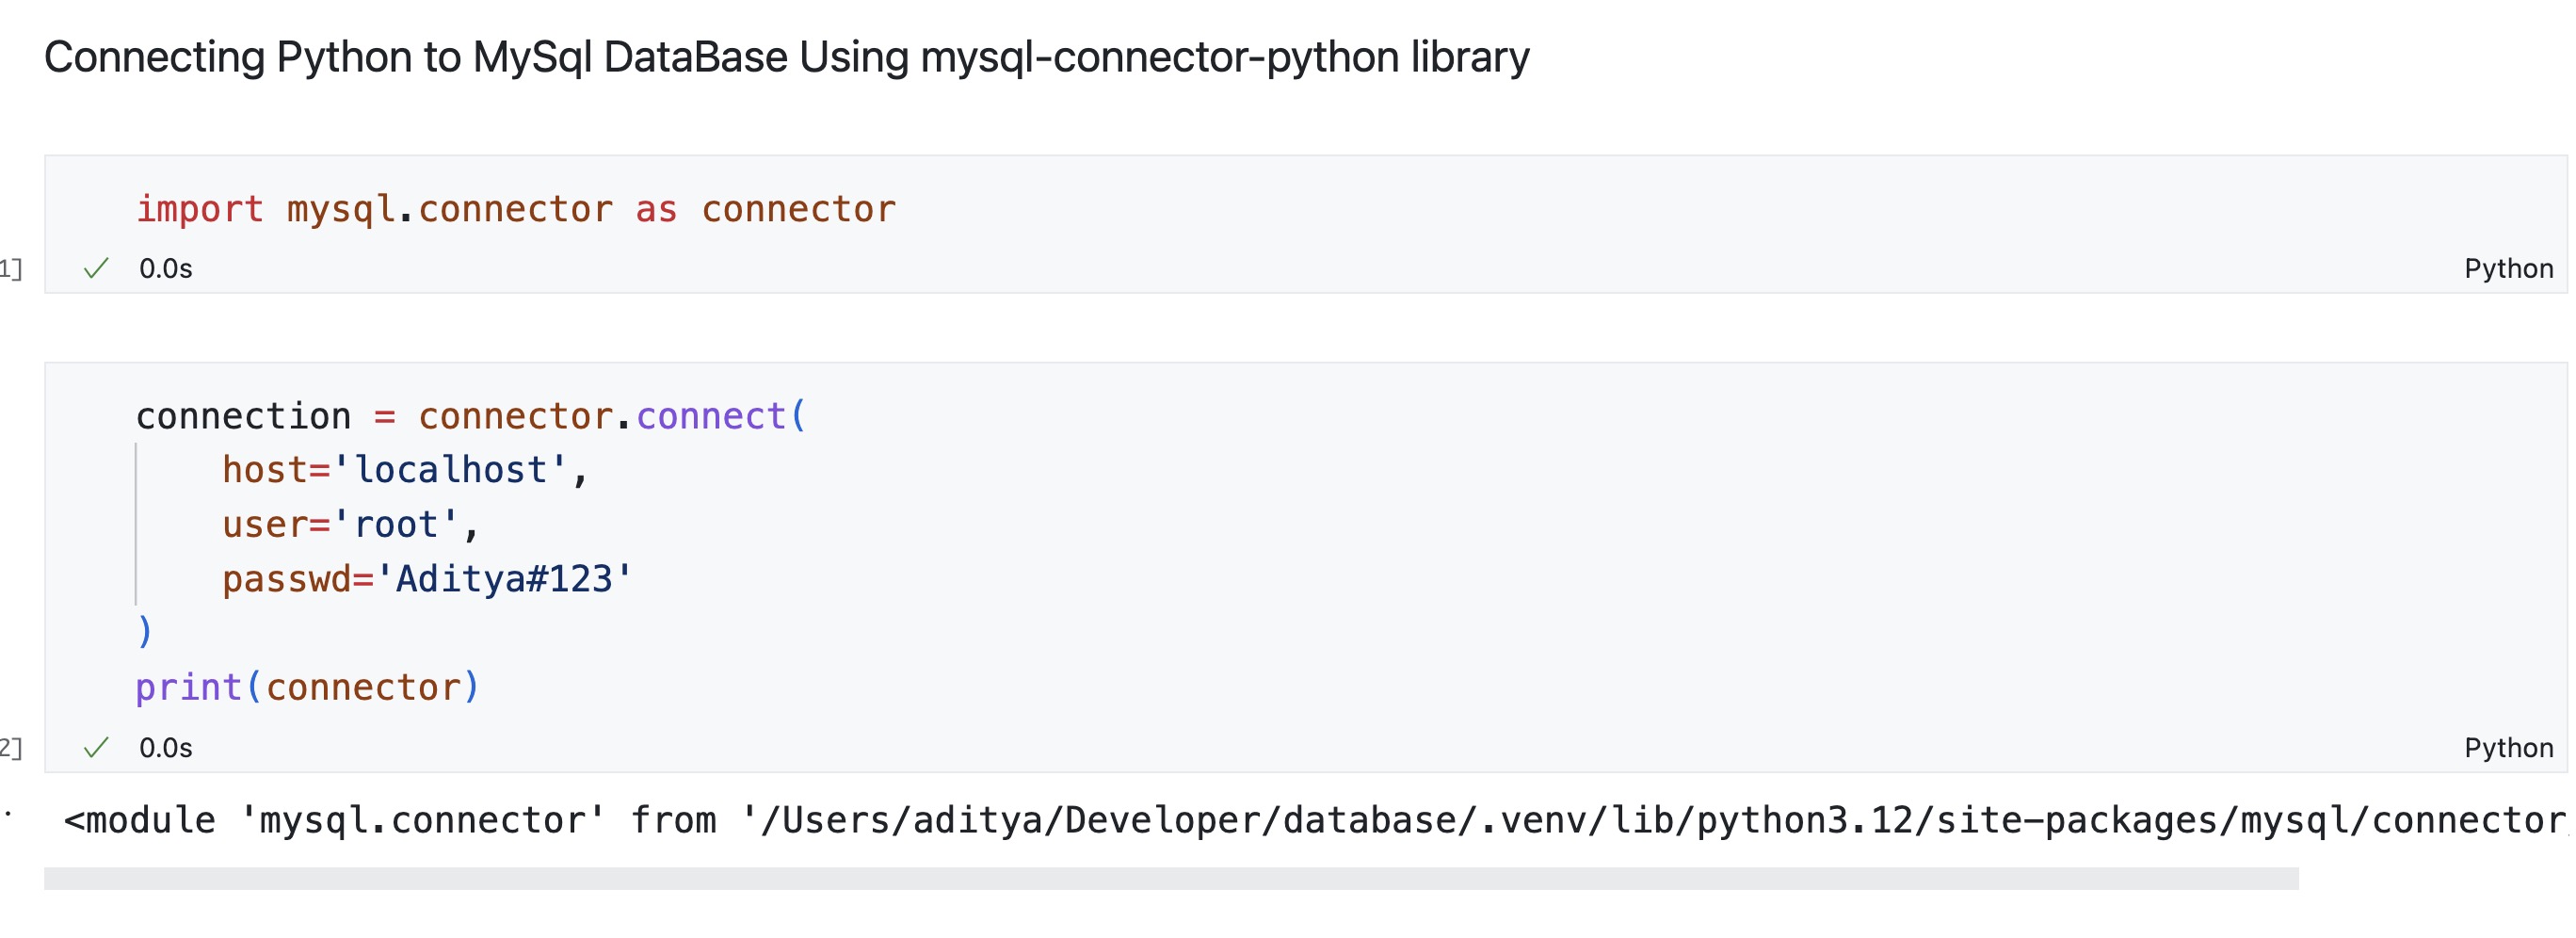 Connecting Python to MySql DataBase Using mysql-connector-python library
import mysql.connector as connector
1]
0.0s
Python
connection = connector.connect(
host='localhost',
user='root',
passwd='Aditya#123'
)
print(connector)
2]
0.0s
Python
<module 'mysql.connector' from '/Users/aditya/Developer/database/.venv/lib/python3.12/site-packages/mysql/connector